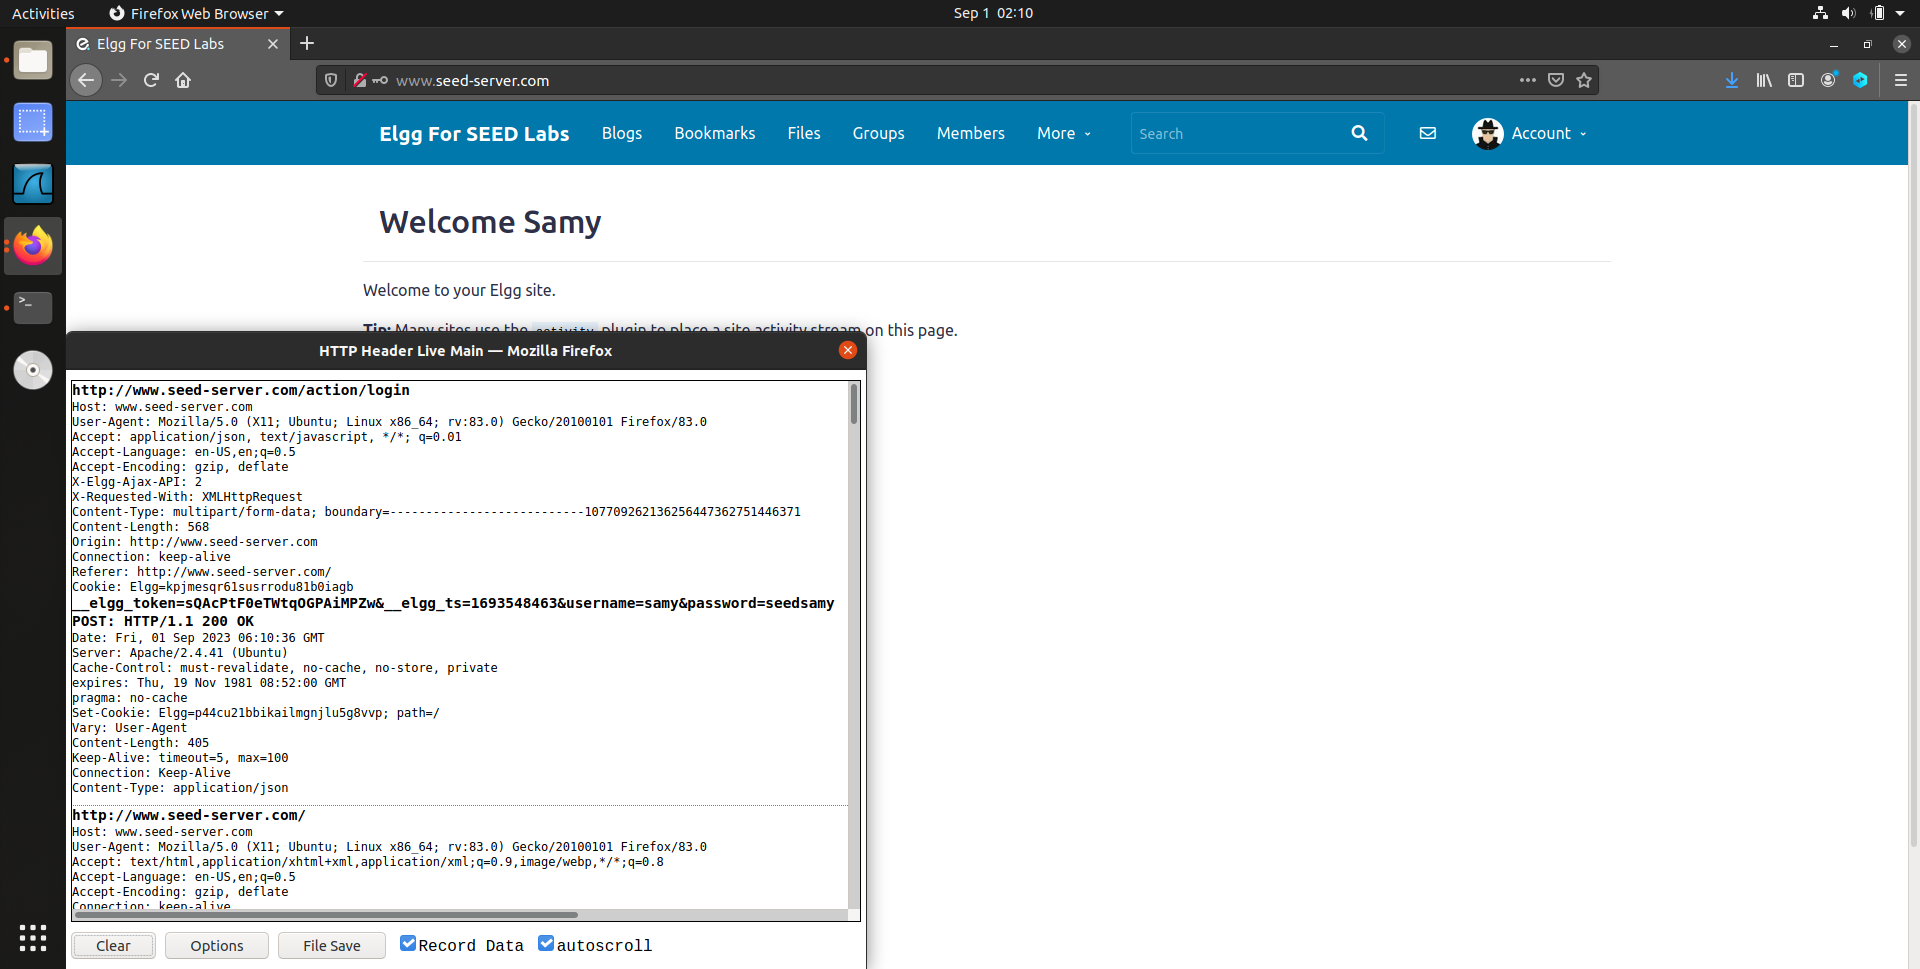 Activities
Firefox Web Browser
Sep 1 02:10
Elgg For SEED Labs
www.seed-server.com
Elgg For SEED Labs
Blogs
Bookmarks
Files
Groups
Members
More
Search
Account
Welcome Samy
Welcome to your Elgg site.
Tip: Many sites use the activity plugin to place a site activity stream on this page.
HTTP Header Live Main — Mozilla Firefox
http://www.seed-server.com/action/login
Host: www.seed-server.com
User-Agent: Mozilla/5.0 (X11; Ubuntu; Linux x86_64; rv:83.0) Gecko/20100101 Firefox/83.0
Accept: application/json, text/javascript, */*; q=0.01
Accept-Language: en-US,en;q=0.5
Accept-Encoding: gzip, deflate
X-Elgg-Ajax-API: 2
X-Requested-With: XMLHttpRequest
Content-Type: multipart/form-data; boundary=---------------------------107709262136256447362751446371
Content-Length: 568
Origin: http://www.seed-server.com
Connection: keep-alive
Referer: http://www.seed-server.com/
Cookie: Elgg=kpjmesqr61susrrodu81b0iagb
__elgg_token=sQAcPtF0eTWtqOGPAiMPZw&__elgg_ts=1693548463&username=samy&password=seedsamy
POST: HTTP/1.1 200 OK
Date: Fri, 01 Sep 2023 06:10:36 GMT
Server: Apache/2.4.41 (Ubuntu)
Cache-Control: must-revalidate, no-cache, no-store, private
expires: Thu, 19 Nov 1981 08:52:00 GMT
pragma: no-cache
Set-Cookie: Elgg=p44cu21bbikailmgnjlu5g8vvp; path=/
Vary: User-Agent
Content-Length: 405
Keep-Alive: timeout=5, max=100
Connection: Keep-Alive
Content-Type: application/json
http://www.seed-server.com/
Host: www.seed-server.com
User-Agent: Mozilla/5.0 (X11; Ubuntu; Linux x86_64; rv:83.0) Gecko/20100101 Firefox/83.0
Accept: text/html,application/xhtml+xml,application/xml;q=0.9,image/webp,*/*;q=0.8
Accept-Language: en-US,en;q=0.5
Accept-Encoding: gzip, deflate
Connection: keep-alive
Clear
Options
File Save
Record Data
autoscroll